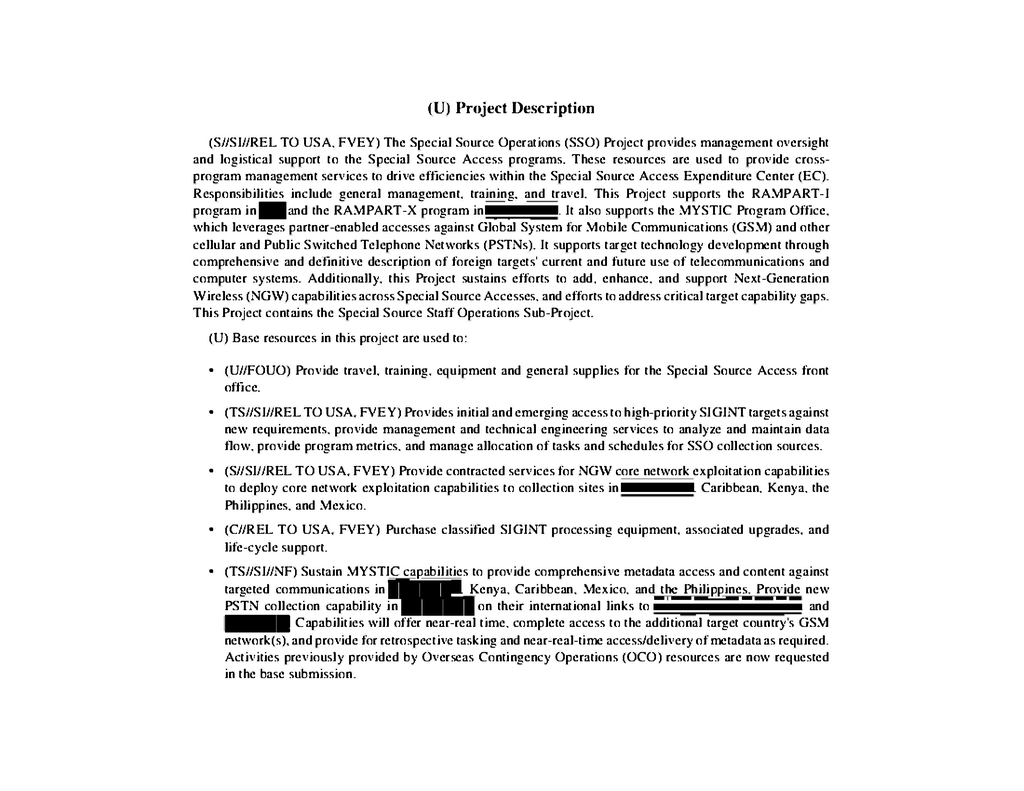 (U) Project Description
(S//SI//REL TO USA, FVEY) The Special Source Operations (SSO) Project provides management oversight
and logistical support to the Special Source Access programs. These resources are used to provide cross-
program management services to drive efficiencies within the Special Source Access Expenditure Center (EC).
Responsibilities include general management, training, and travel. This Project supports the RAMPART-I
program in and the RAMPART-X program in . It also supports the MYSTIC Program Office,
which leverages partner-enabled accesses against Global System for Mobile Communications (GSM) and other
cellular and Public Switched Telephone Networks (PSTNs). It supports target technology development through
comprehensive and definitive description of foreign targets' current and future use of telecommunications and
computer systems. Additionally, this Project sustains efforts to add, enhance, and support Next-Generation
Wireless (NGW) capabilities across Special Source Accesses, and efforts to address critical target capability gaps.
This Project contains the Special Source Staff Operations Sub-Project.
(U) Base resources in this project are used to:
• (U//FOUO) Provide travel, training, equipment and general supplies for the Special Source Access front
office.
• (TS//SI//REL TO USA, FVEY) Provides initial and emerging access to high-priority SIGINT targets against
new requirements, provide management and technical engineering services to analyze and maintain data
flow, provide program metrics, and manage allocation of tasks and schedules for SSO collection sources.
• (S//SI//REL TO USA, FVEY) Provide contracted services for NGW core network exploitation capabilities
to deploy core network exploitation capabilities to collection sites in , Caribbean, Kenya, the
Philippines, and Mexico.
• (C//REL TO USA, FVEY) Purchase classified SIGINT processing equipment, associated upgrades, and
life-cycle support.
• (TS//SI//NF) Sustain MYSTIC capabilities to provide comprehensive metadata access and content against
targeted communications in , Kenya, Caribbean, Mexico, and the Philippines. Provide new
PSTN collection capability in on their international links to and
Capabilities will offer near-real time, complete access to the additional target country's GSM
network(s), and provide for retrospective tasking and near-real-time access/delivery of metadata as required.
Activities previously provided by Overseas Contingency Operations (OCO) resources are now requested
in the base submission.